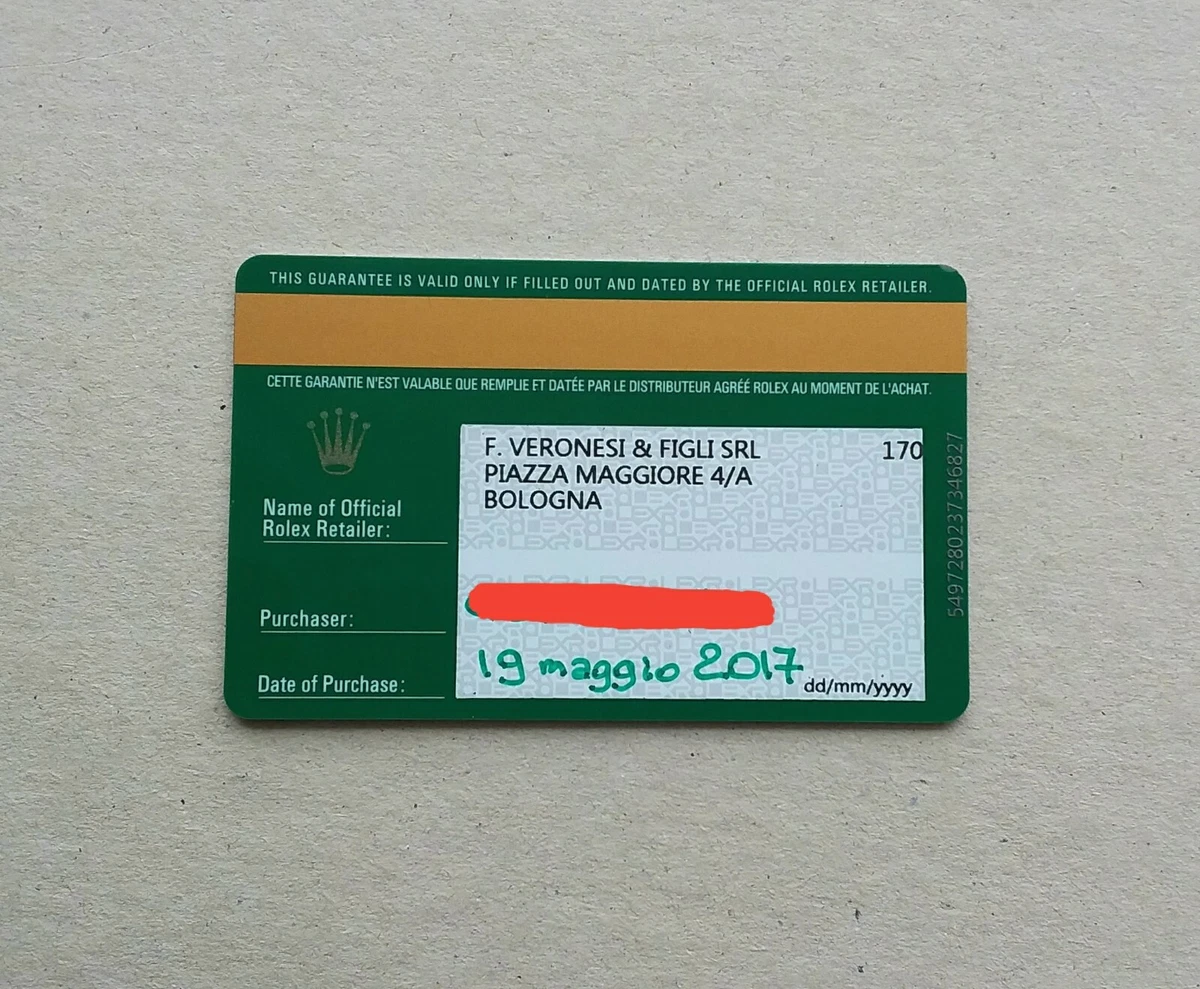 THIS GUARANTEE IS VALID ONLY IF FILLED OUT AND DATED BY THE OFFICIAL ROLEX RETAILER.
CETTE GARANTIE N'EST VALABLE QUE REMPLIE ET DATÉE PAR LE DISTRIBUTEUR AGRÉÉ ROLEX AU MOMENT DE L'ACHAT.
F. VERONESI & FIGLI SRL 170
PIAZZA MAGGIORE 4/A
BOLOGNA
Name of Official
Rolex Retailer:
Purchaser:
Date of Purchase:
19 maggio 2017
dd/mm/yyyy
5497280237346827